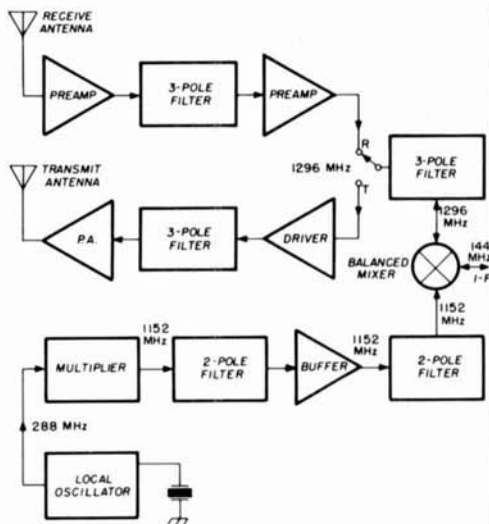 RECEIVE
ANTENNA
PREAMP
3-POLE
FILTER
PREAMP
R
1296 MHz
T
3-POLE
FILTER
TRANSMIT
ANTENNA
P.A.
3-POLE
FILTER
DRIVER
1296
MHz
BALANCED
MIXER
144
MHz
I-F
1152
MHz
MULTIPLIER
1152
MHz
2-POLE
FILTER
BUFFER
1152
MHz
2-POLE
FILTER
288 MHz
LOCAL
OSCILLATOR